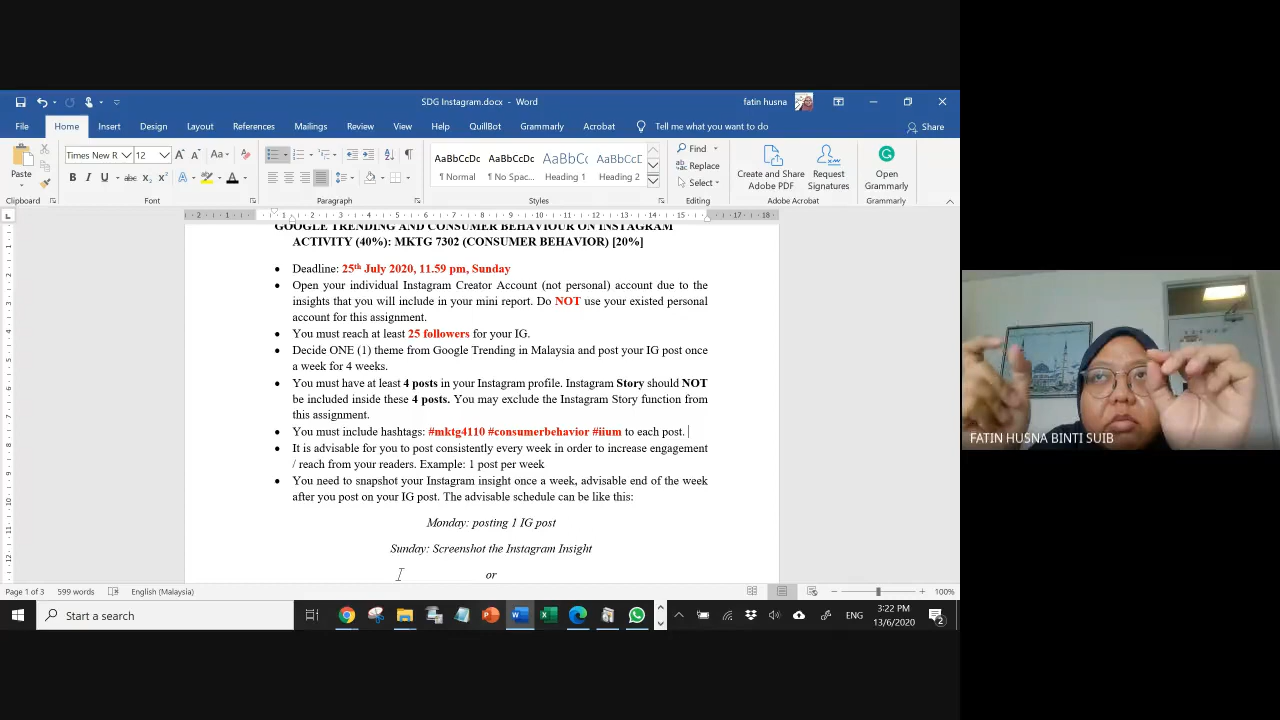 SDG Instagram.docx - Word
fatin husna
File Home Insert Design Layout References Mailings Review View Help QuillBot Grammarly Acrobat Tell me what you want to do Share
Paste
Times New R 12
Find
Replace
Select
AaBbCcDc AaBbCcDc AaBbCc AaBbCcD
¶ Normal ¶ No Spac... Heading 1 Heading 2
Create and Share Adobe PDF
Request Signatures
Open Grammarly
Clipboard Font Paragraph Styles Editing Adobe Acrobat Grammarly
GOOGLE TRENDING AND CONSUMER BEHAVIOUR ON INSTAGRAM
ACTIVITY (40%): MKTG 7302 (CONSUMER BEHAVIOR) [20%]
• Deadline: 25th July 2020, 11.59 pm, Sunday
• Open your individual Instagram Creator Account (not personal) account due to the
insights that you will include in your mini report. Do NOT use your existed personal
account for this assignment.
• You must reach at least 25 followers for your IG.
• Decide ONE (1) theme from Google Trending in Malaysia and post your IG post once
a week for 4 weeks.
• You must have at least 4 posts in your Instagram profile. Instagram Story should NOT
be included inside these 4 posts. You may exclude the Instagram Story function from
this assignment.
• You must include hashtags: #mktg4110 #consumerbehavior #iium to each post.
• It is advisable for you to post consistently every week in order to increase engagement
/ reach from your readers. Example: 1 post per week
• You need to snapshot your Instagram insight once a week, advisable end of the week
after you post on your IG post. The advisable schedule can be like this:
Monday: posting 1 IG post
Sunday: Screenshot the Instagram Insight
or
Page 1 of 3 599 words English (Malaysia) 100%
Start a search
ENG
3:22 PM
13/6/2020
FATIN HUSNA BINTI SUIB